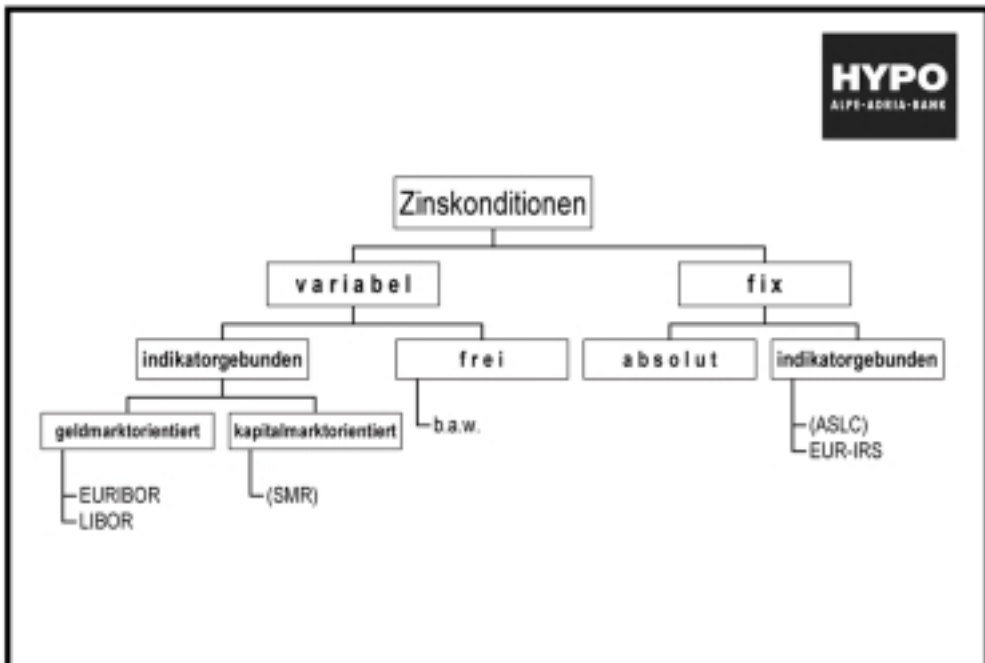 HYPO
ALPE-ADRIA-BANK
Zinskonditionen
variabel
fix
indikatorgebunden
frei
absolut
indikatorgebunden
geldmarktorientiert
kapitalmarktorientiert
b.a.w.
(ASLC)
EUR-IRS
EURIBOR
LIBOR
(SMR)